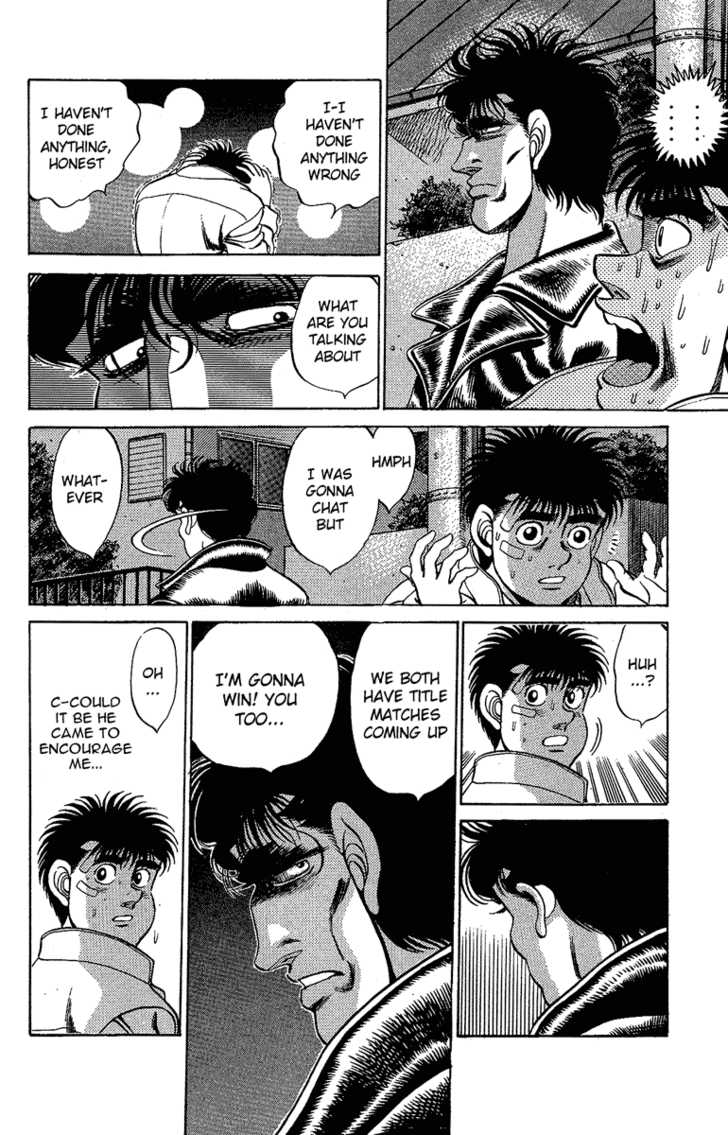 ......
I-I
HAVEN'T
DONE
ANYTHING
WRONG
I HAVEN'T
DONE
ANYTHING,
HONEST
WHAT
ARE YOU
TALKING
ABOUT
HMPH
I WAS
GONNA
CHAT
BUT
WHAT-
EVER
HUH
...?
WE BOTH
HAVE TITLE
MATCHES
COMING UP
I'M GONNA
WIN! YOU
TOO...
OH
...
C-COULD
IT BE HE
CAME TO
ENCOURAGE
ME...